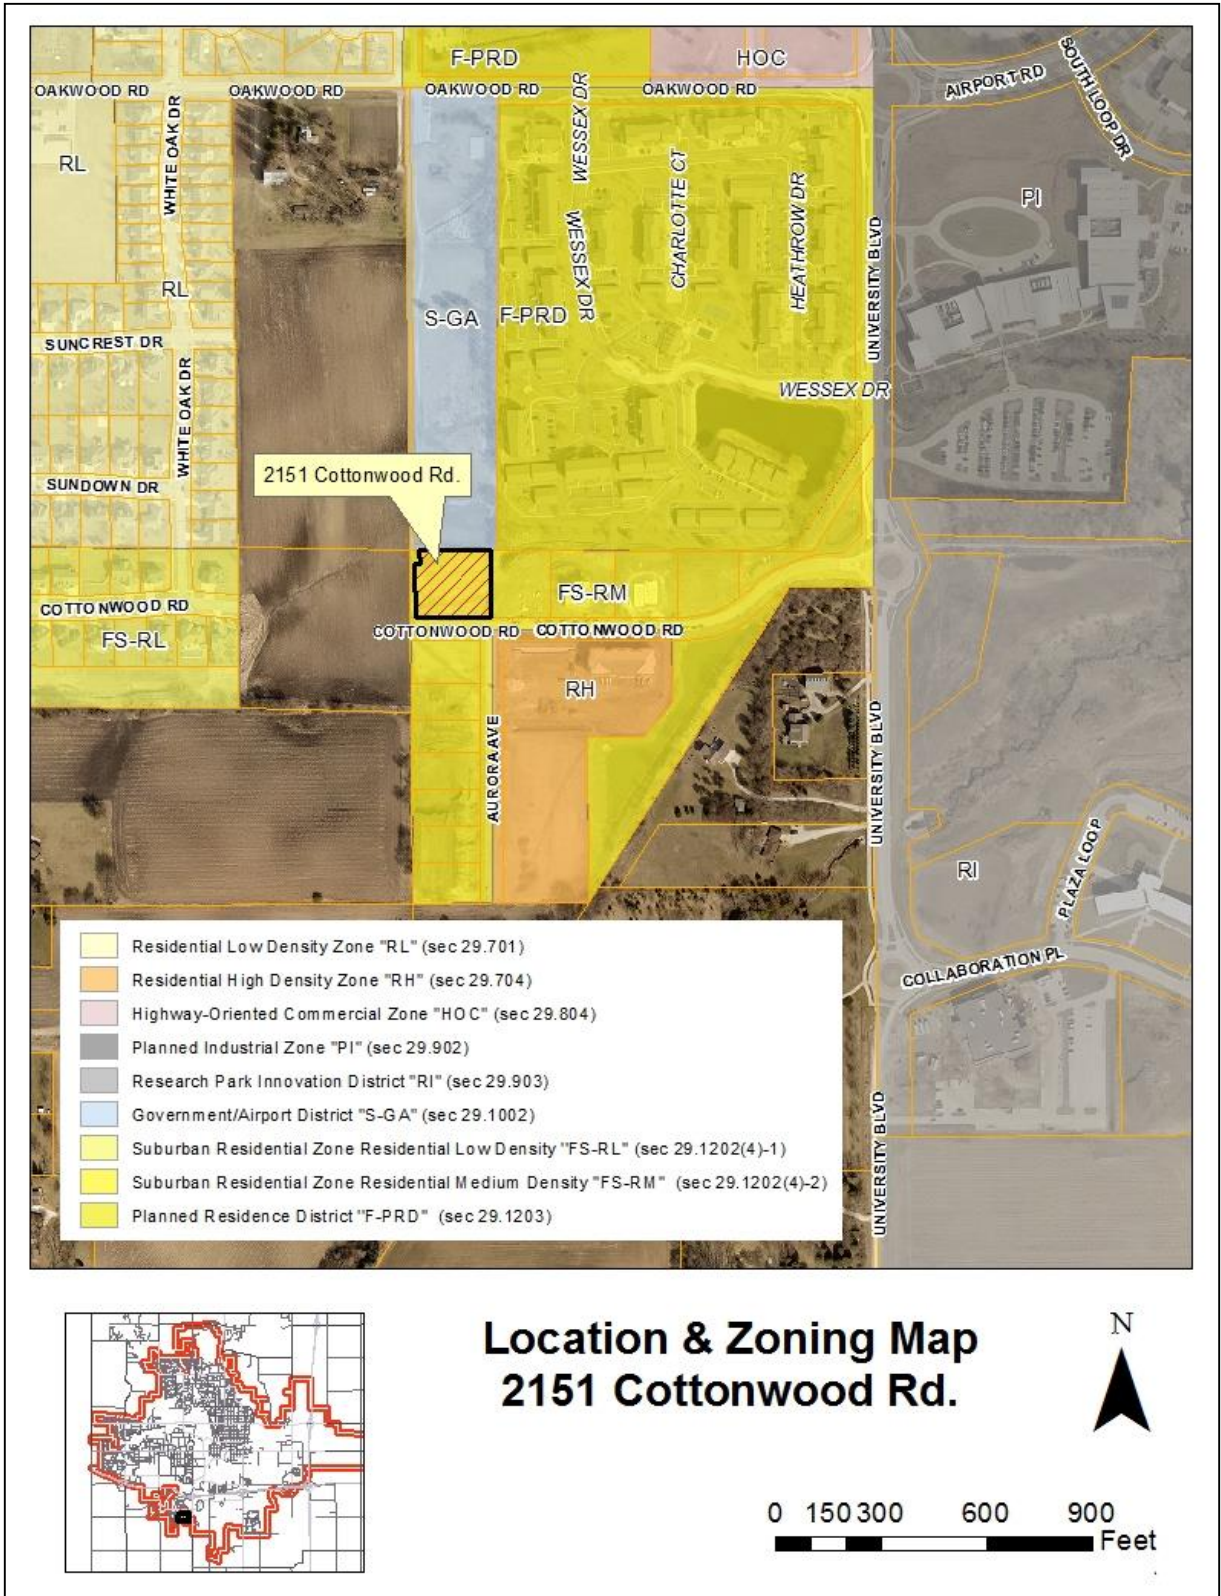 F-PRD
HOC
OAKWOOD RD
OAKWOOD RD
OAKWOOD RD
OAKWOOD RD
AIRPORT RD
SOUTH LOOP DR
RL
WHITE OAK DR
WESSEX DR
CHARLOTTE CT
HEATHROW DR
PI
WESSEX DR
UNIVERSITY BLVD
RL
S-GA
F-PRD
SUNCREST DR
WHITE OAK DR
WESSEX DR
2151 Cottonwood Rd.
SUNDOWN DR
FS-RM
COTTONWOOD RD
COTTONWOOD RD
COTTONWOOD RD
FS-RL
RH
AURORA AVE
UNIVERSITY BLVD
PLAZA LOOP
RI
COLLABORATION PL
UNIVERSITY BLVD
Residential Low Density Zone "RL" (sec 29.701)
Residential High Density Zone "RH" (sec 29.704)
Highway-Oriented Commercial Zone "HOC" (sec 29.804)
Planned Industrial Zone "PI" (sec 29.902)
Research Park Innovation District "RI" (sec 29.903)
Government/Airport District "S-GA" (sec 29.1002)
Suburban Residential Zone Residential Low Density "FS-RL" (sec 29.1202(4)-1)
Suburban Residential Zone Residential Medium Density "FS-RM" (sec 29.1202(4)-2)
Planned Residence District "F-PRD" (sec 29.1203)
Location & Zoning Map
2151 Cottonwood Rd.
N
0 150 300 600 900
Feet